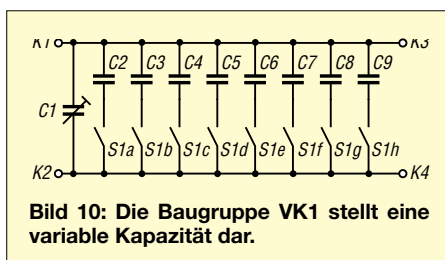 K1 K3
C2 C3 C4 C5 C6 C7 C8 C9
C1
S1a S1b S1c S1d S1e S1f S1g S1h
K2 K4
Bild 10: Die Baugruppe VK1 stellt eine
variable Kapazität dar.